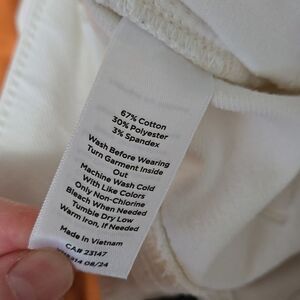 67% Cotton
30% Polyester
3% Spandex
Wash Before Wearing
Turn Garment Inside
Out
Machine Wash Cold
With Like Colors
Only Non-Chlorine
Bleach When Needed
Tumble Dry Low
Warm Iron, If Needed
Made in Vietnam
CA# 23147
08/24